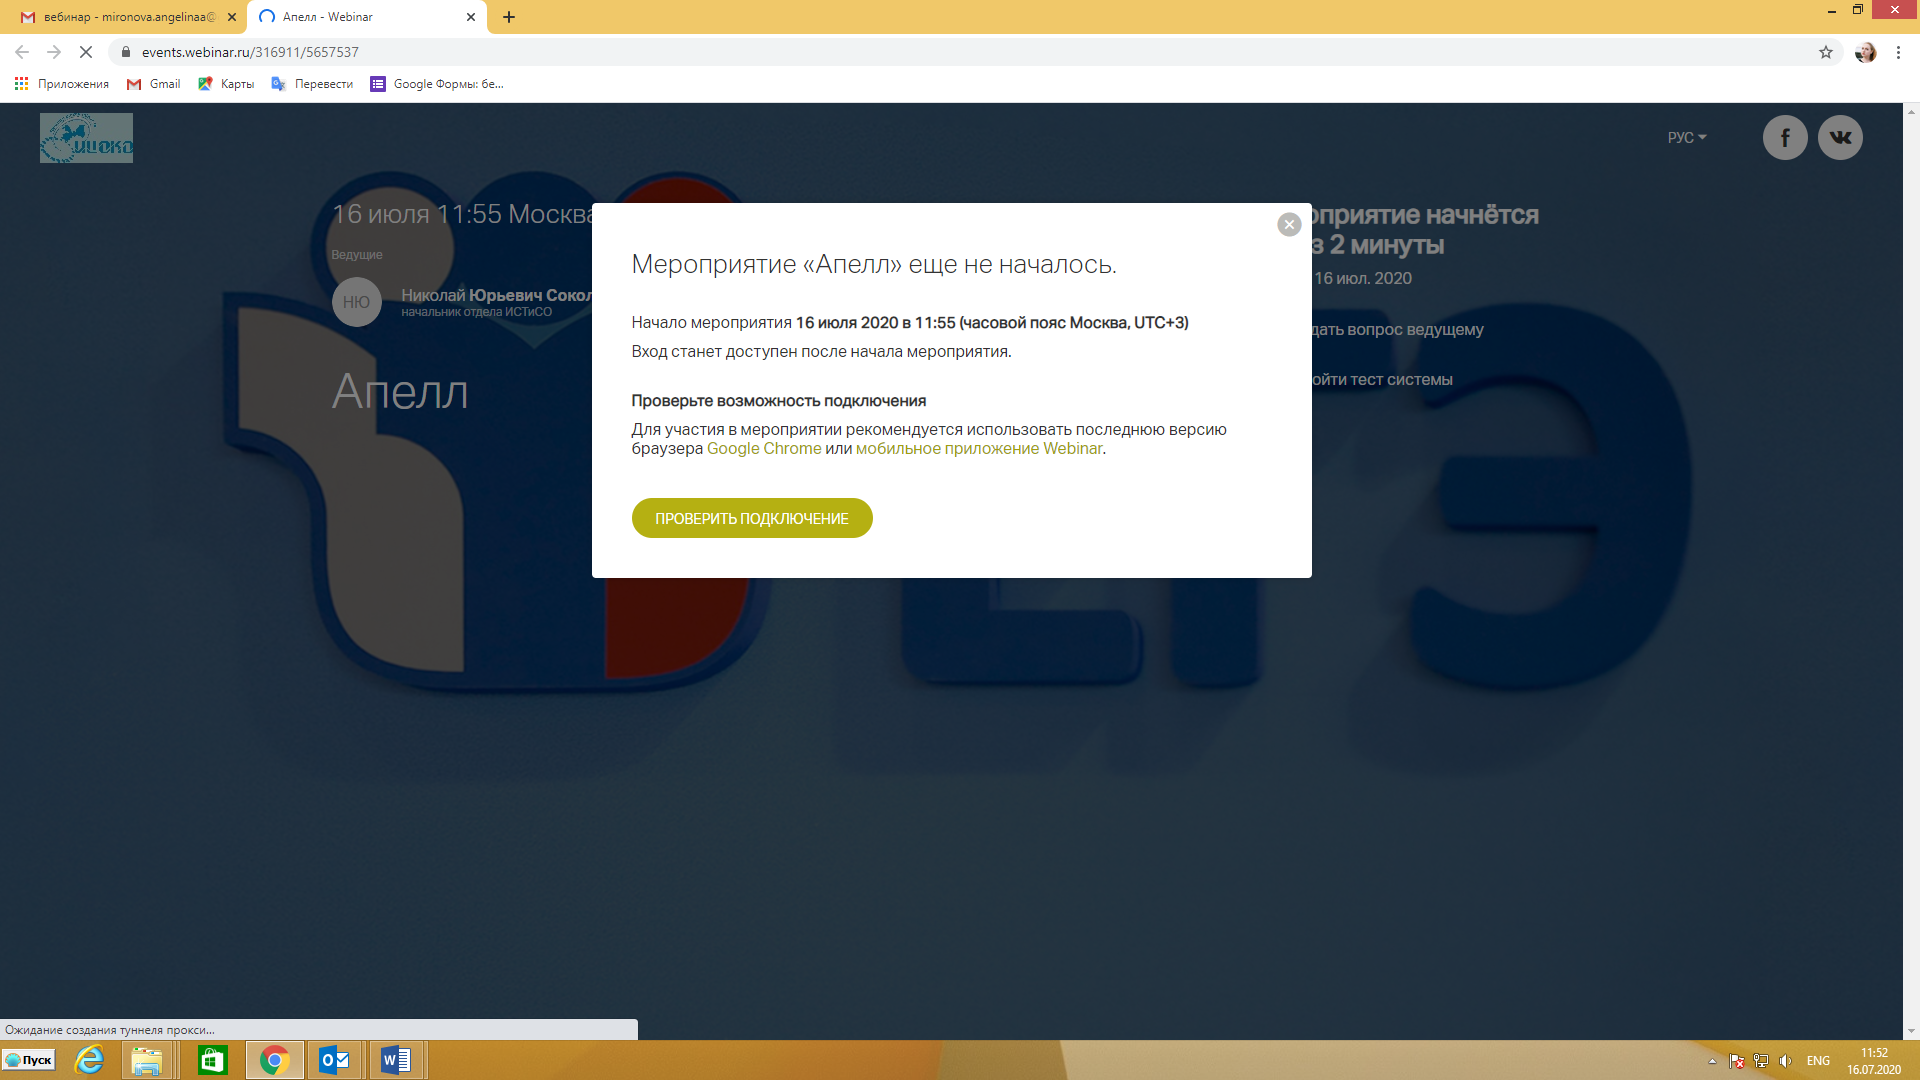 вебинар - mironova.angelinaa@
Апелл - Webinar
events.webinar.ru/316911/5657537
Приложения
Gmail
Карты
Перевести
Google Формы: бе...
РУС
16 июля 11:55 Москва
Ведущие
НЮ
Николай Юрьевич Сокол
начальник отдела ИСТиСО
Апелл
Мероприятие «Апелл» еще не началось.
Начало мероприятия 16 июля 2020 в 11:55 (часовой пояс Москва, UTC+3)
Вход станет доступен после начала мероприятия.
Проверьте возможность подключения
Для участия в мероприятии рекомендуется использовать последнюю версию
браузера Google Chrome или мобильное приложение Webinar.
ПРОВЕРИТЬ ПОДКЛЮЧЕНИЕ
оприятие начнётся
з 2 минуты
16 июл. 2020
дать вопрос ведущему
ойти тест системы
ЕГЭ
Ожидание создания туннеля прокси...
Пуск
ENG
11:52
16.07.2020